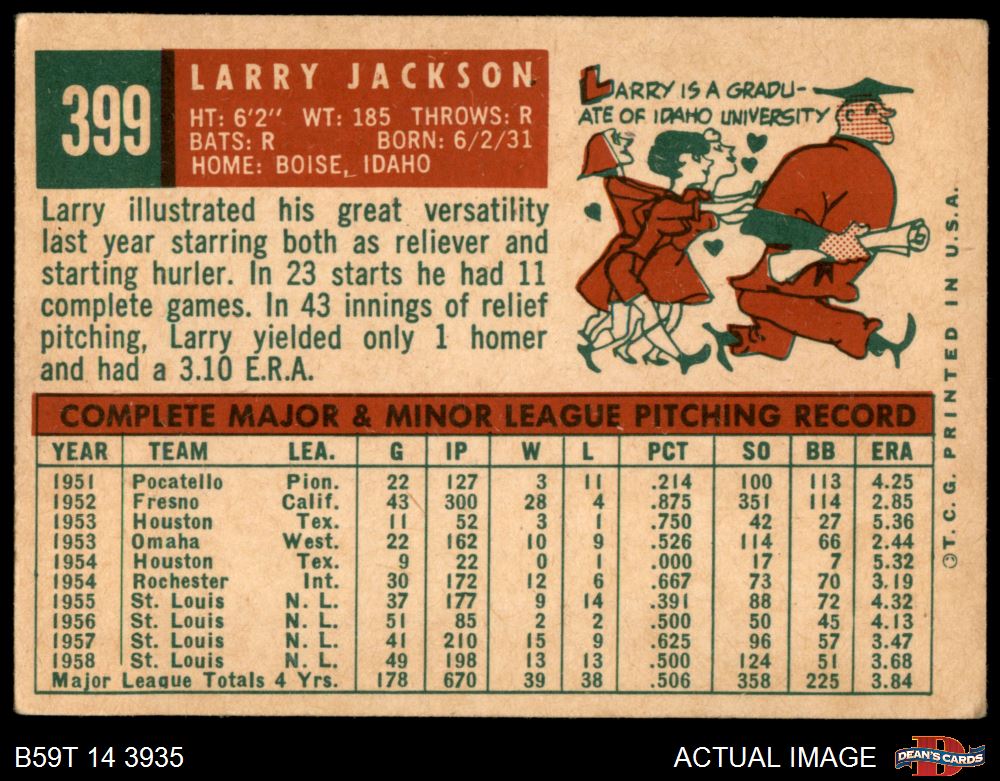 399
LARRY JACKSON
HT: 6'2" WT: 185 THROWS: R
BATS: R BORN: 6/2/31
HOME: BOISE, IDAHO
LARRY IS A GRADU-
ATE OF IDAHO UNIVERSITY
Larry illustrated his great versatility
last year starring both as reliever and
starting hurler. In 23 starts he had 11
complete games. In 43 innings of relief
pitching, Larry yielded only 1 homer
and had a 3.10 E.R.A.
COMPLETE MAJOR & MINOR LEAGUE PITCHING RECORD
YEAR TEAM LEA. G IP W L PCT SO BB ERA
1951 Pocatello Pion. 22 127 3 11 .214 100 113 4.25
1952 Fresno Calif. 43 300 28 4 .875 351 114 2.85
1953 Houston Tex. 11 52 3 1 .750 42 27 5.36
1953 Omaha West. 22 162 10 9 .526 114 66 2.44
1954 Houston Tex. 9 22 0 1 .000 17 7 5.32
1954 Rochester Int. 30 172 12 6 .667 73 70 3.19
1955 St. Louis N. L. 37 177 9 14 .391 88 72 4.32
1956 St. Louis N. L. 51 85 2 2 .500 50 45 4.13
1957 St. Louis N. L. 41 210 15 9 .625 96 57 3.47
1958 St. Louis N. L. 49 198 13 13 .500 124 51 3.68
Major League Totals 4 Yrs. 178 670 39 38 .506 358 225 3.84
©T. C. G. PRINTED IN U.S.A.
B59T 14 3935
ACTUAL IMAGE
D
DEAN'S CARDS